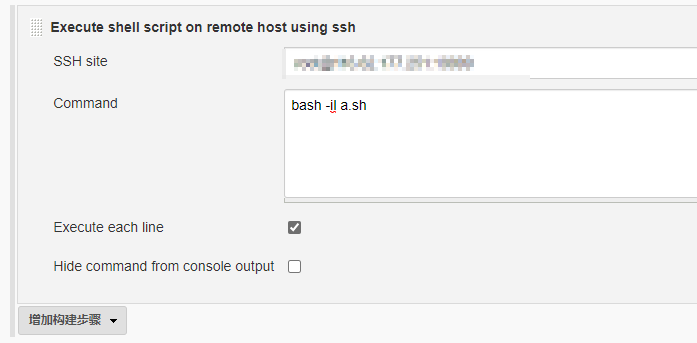 Execute shell script on remote host using ssh
SSH site
Command
bash -il a.sh
Execute each line
Hide command from console output
增加构建步骤